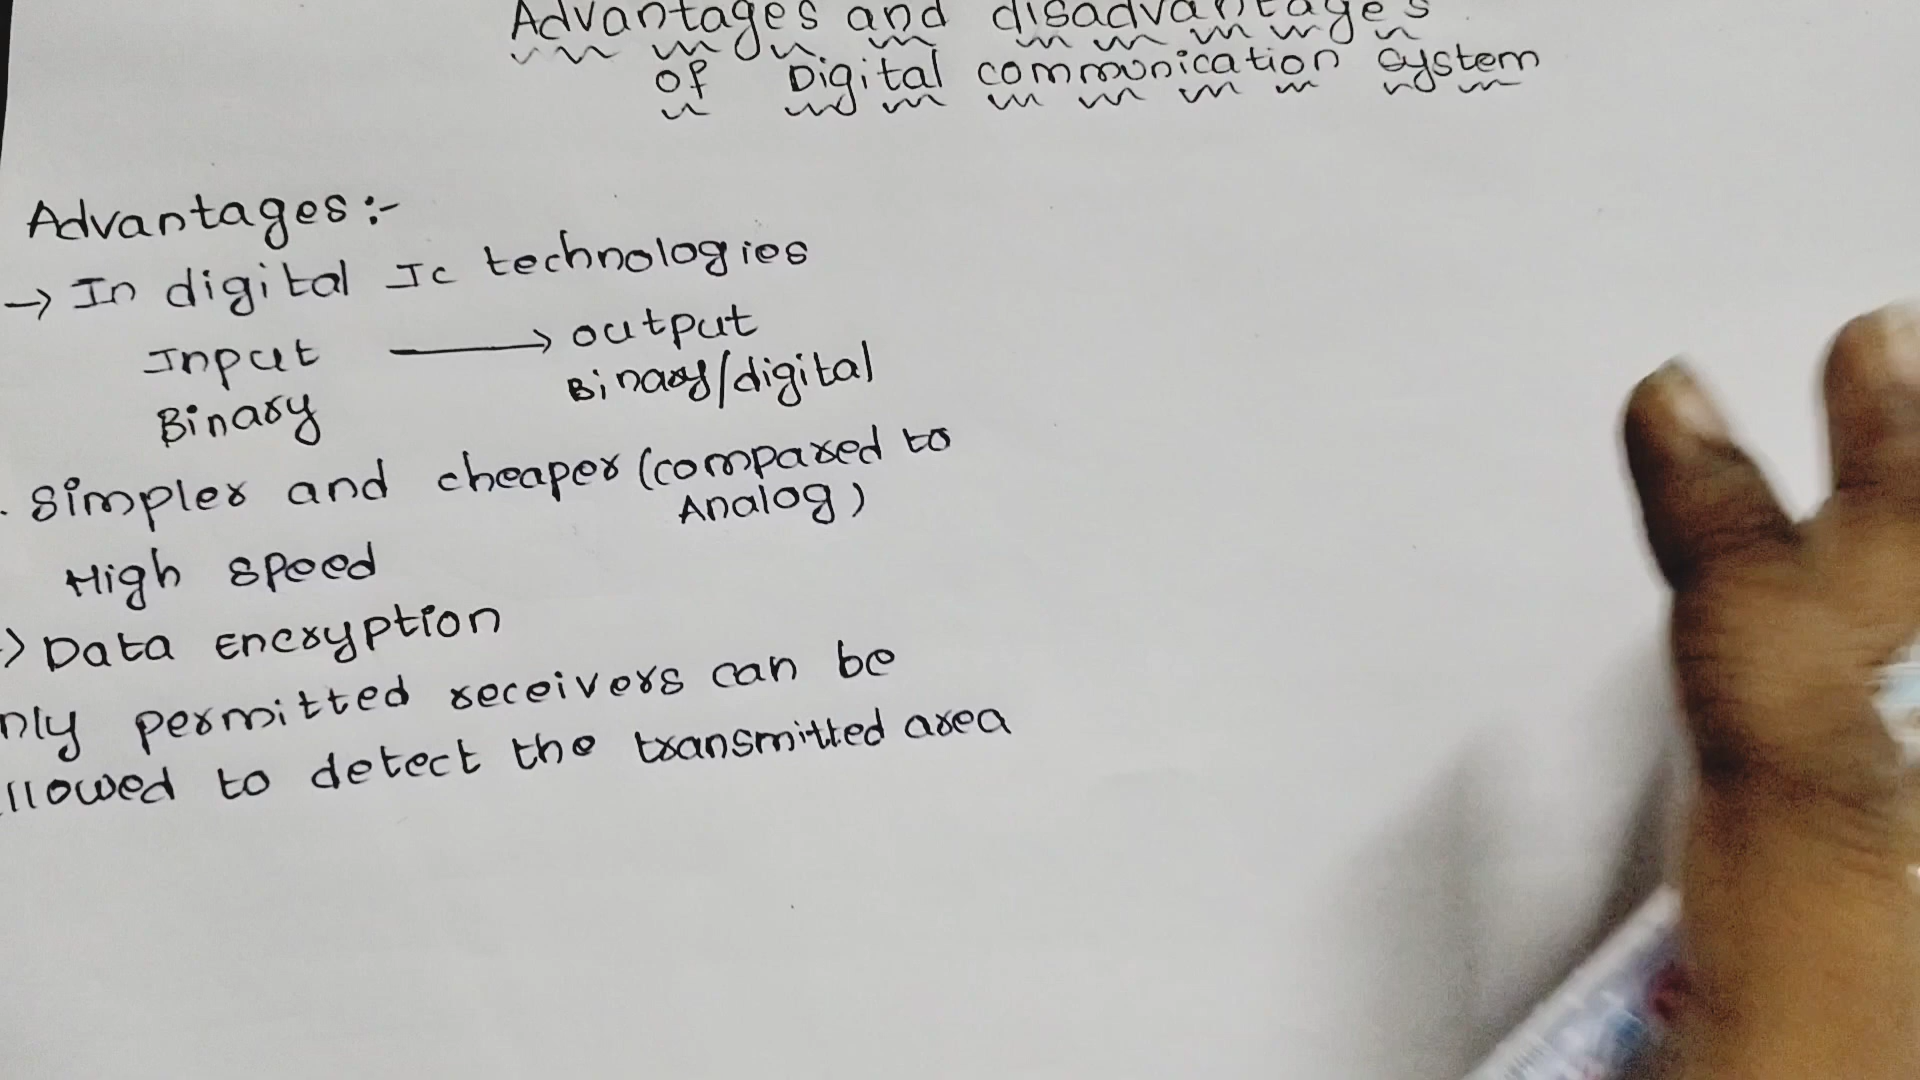 Advantages and disadvantages
of Digital communication system
Advantages :-
→ In digital Ic technologies
Input ⟶ output
Binary Binary/digital
Simpler and cheaper (compared to
Analog)
High speed
→ Data Encryption
nly permitted receivers can be
llowed to detect the transmitted area